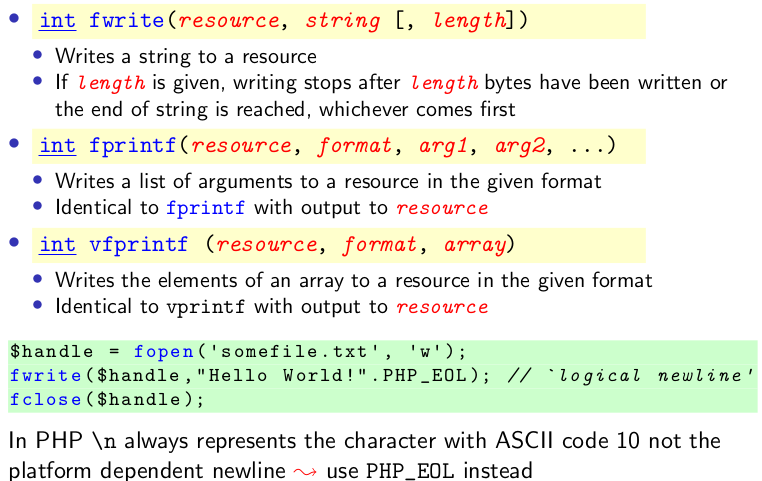 • int fwrite(resource, string [, length])
• Writes a string to a resource
• If length is given, writing stops after length bytes have been written or
the end of string is reached, whichever comes first
• int fprintf(resource, format, arg1, arg2, ...)
• Writes a list of arguments to a resource in the given format
• Identical to fprintf with output to resource
• int vfprintf (resource, format, array)
• Writes the elements of an array to a resource in the given format
• Identical to vprintf with output to resource
$handle = fopen('somefile.txt', 'w');
fwrite($handle,"Hello World!".PHP_EOL); // `logical newline'
fclose($handle);
In PHP \n always represents the character with ASCII code 10 not the
platform dependent newline ⇝ use PHP_EOL instead